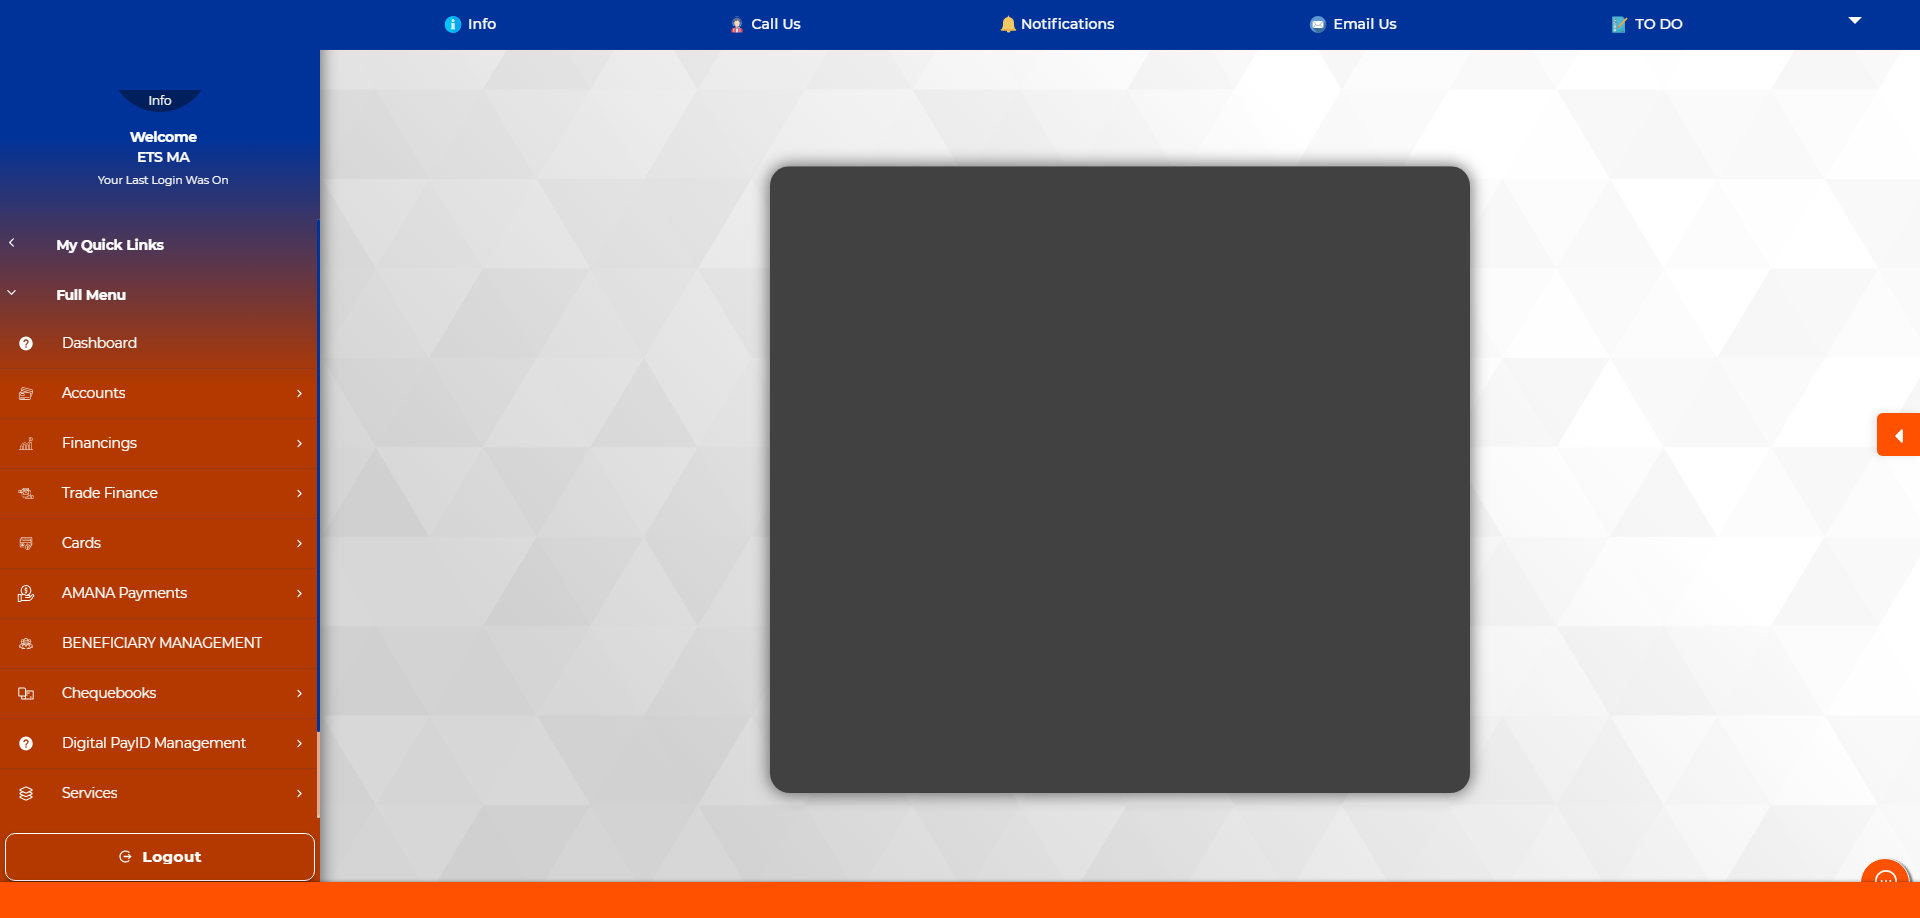 Info
Call Us
Notifications
Email Us
TO DO
Info
Welcome
ETS MA
Your Last Login Was On
My Quick Links
Full Menu
Dashboard
Accounts
Financings
Trade Finance
Cards
AMANA Payments
BENEFICIARY MANAGEMENT
Chequebooks
Digital PayID Management
Services
Logout